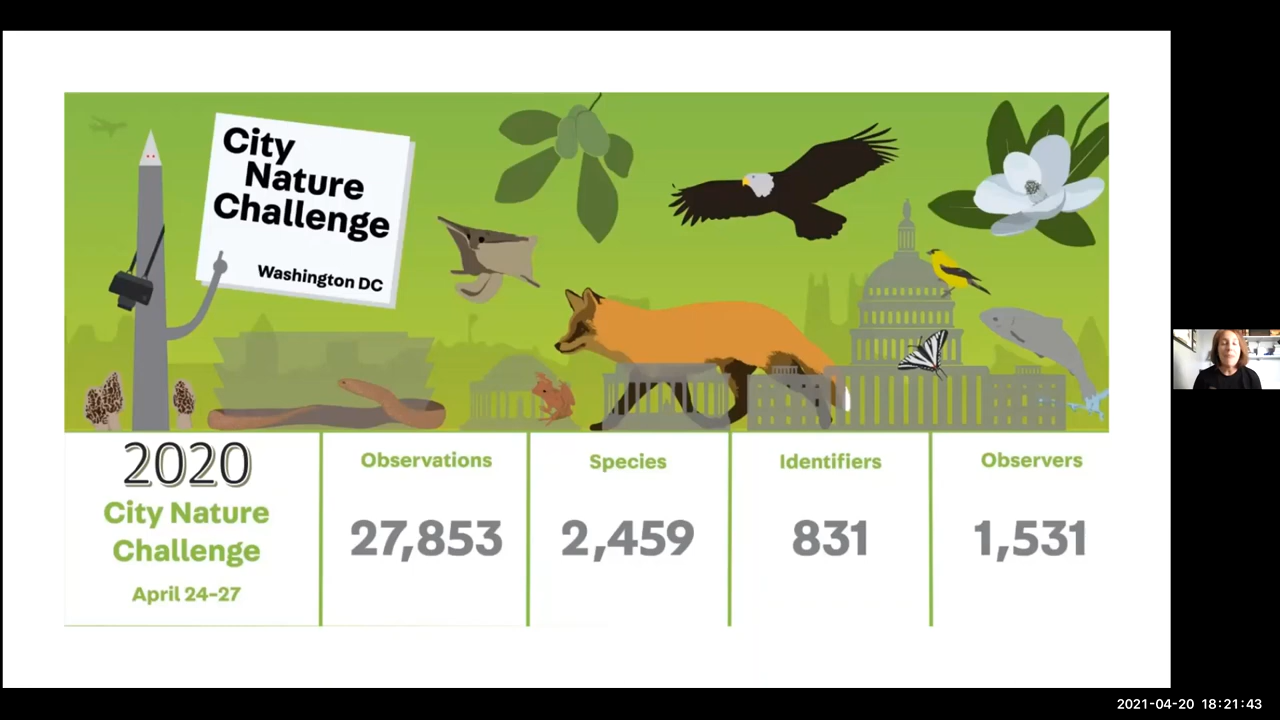 City
Nature
Challenge
Washington DC
2020
City Nature
Challenge
April 24-27
Observations
27,853
Species
2,459
Identifiers
831
Observers
1,531
2021-04-20 18:21:43